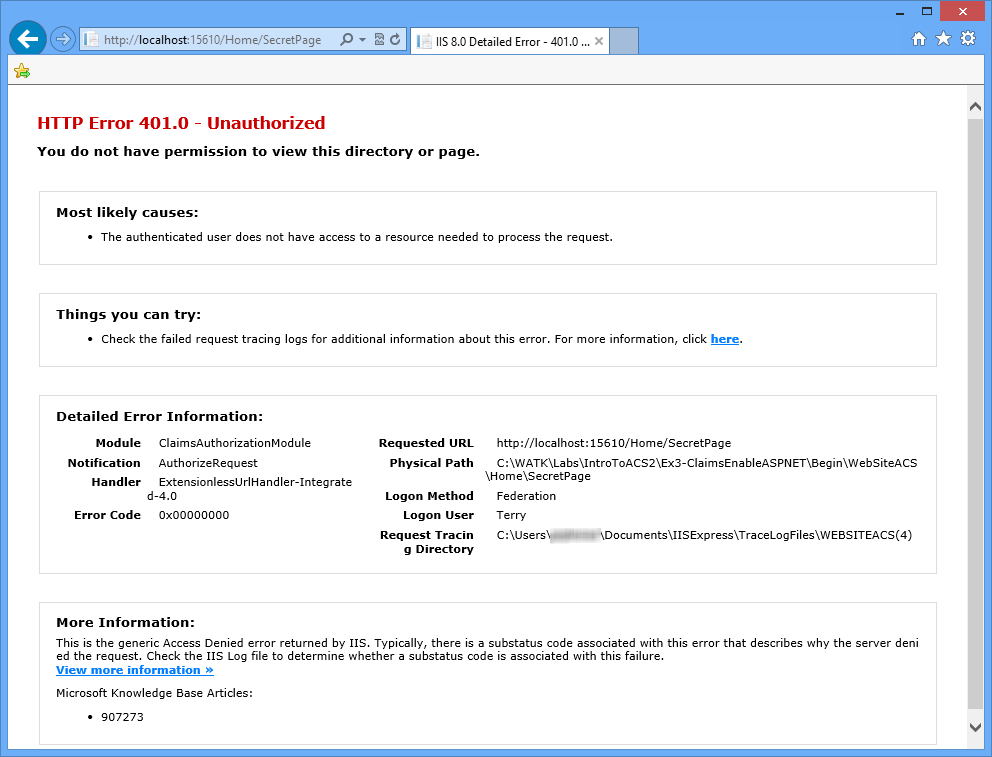 http://localhost:15610/Home/SecretPage
IIS 8.0 Detailed Error - 401.0 ...
HTTP Error 401.0 - Unauthorized
You do not have permission to view this directory or page.
Most likely causes:
• The authenticated user does not have access to a resource needed to process the request.
Things you can try:
• Check the failed request tracing logs for additional information about this error. For more information, click here.
Detailed Error Information:
Module ClaimsAuthorizationModule
Notification AuthorizeRequest
Handler ExtensionlessUrlHandler-Integrate
d-4.0
Error Code 0x00000000
Requested URL http://localhost:15610/Home/SecretPage
Physical Path C:\WATK\Labs\IntroToACS2\Ex3-ClaimsEnableASPNET\Begin\WebSiteACS
\Home\SecretPage
Logon Method Federation
Logon User Terry
Request Tracin C:\Users\ \Documents\IISExpress\TraceLogFiles\WEBSITEACS(4)
g Directory
More Information:
This is the generic Access Denied error returned by IIS. Typically, there is a substatus code associated with this error that describes why the server deni
ed the request. Check the IIS Log file to determine whether a substatus code is associated with this failure.
View more information »
Microsoft Knowledge Base Articles:
• 907273